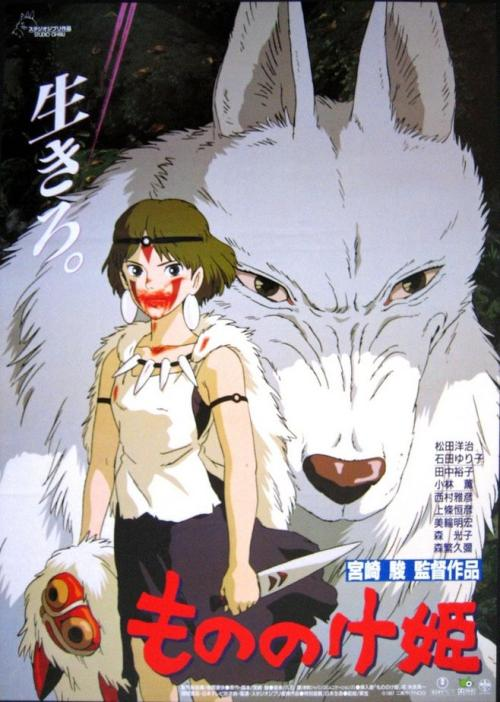 スタジオジブリ作品
STUDIO GHIBLI
生きろ。
松田洋治
石田ゆり子
田中裕子
小林 薫
西村雅彦
上條恒彦
美輪明宏
森 光子
森繁久彌
宮崎 駿 監督作品
もののけ姫